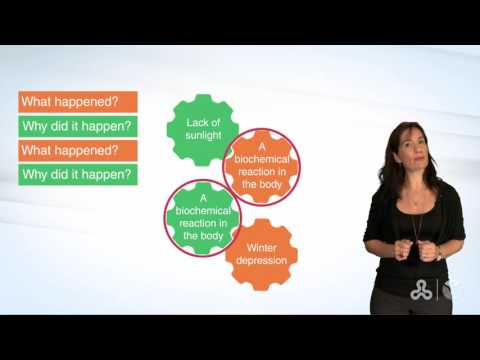 What happened?
Why did it happen?
What happened?
Why did it happen?
Lack of
sunlight
A
biochemical
reaction in
the body
A
biochemical
reaction in
the body
Winter
depression